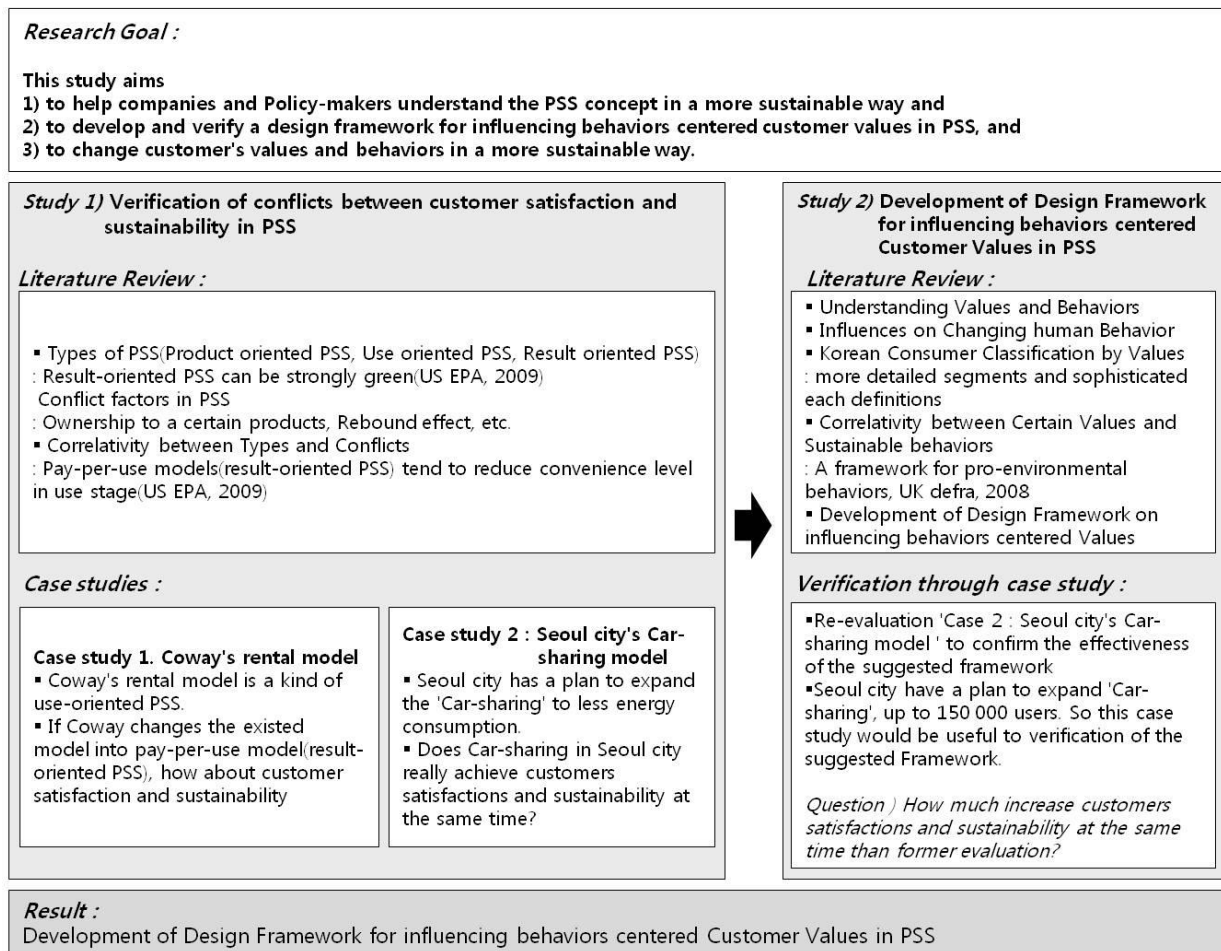 Research Goal :
This study aims
1) to help companies and Policy-makers understand the PSS concept in a more sustainable way and
2) to develop and verify a design framework for influencing behaviors centered customer values in PSS, and
3) to change customer's values and behaviors in a more sustainable way.
Study 1) Verification of conflicts between customer satisfaction and
sustainability in PSS
Literature Review :
▪ Types of PSS(Product oriented PSS, Use oriented PSS, Result oriented PSS)
: Result-oriented PSS can be strongly green(US EPA, 2009)
Conflict factors in PSS
: Ownership to a certain products, Rebound effect, etc.
▪ Correlativity between Types and Conflicts
: Pay-per-use models(result-oriented PSS) tend to reduce convenience level
in use stage(US EPA, 2009)
Case studies :
Case study 1. Coway's rental model
▪ Coway's rental model is a kind of
use-oriented PSS.
▪ If Coway changes the existed
model into pay-per-use model(result-
oriented PSS), how about customer
satisfaction and sustainability
Case study 2 : Seoul city's Car-
sharing model
▪ Seoul city has a plan to expand
the 'Car-sharing' to less energy
consumption.
▪ Does Car-sharing in Seoul city
really achieve customers
satisfactions and sustainability at
the same time?
Study 2) Development of Design Framework
for influencing behaviors centered
Customer Values in PSS
Literature Review :
▪ Understanding Values and Behaviors
▪ Influences on Changing human Behavior
▪ Korean Consumer Classification by Values
: more detailed segments and sophisticated
each definitions
▪ Correlativity between Certain Values and
Sustainable behaviors
: A framework for pro-environmental
behaviors, UK defra, 2008
▪ Development of Design Framework on
influencing behaviors centered Values
Verification through case study :
▪Re-evaluation 'Case 2 : Seoul city's Car-
sharing model ' to confirm the effectiveness
of the suggested framework
▪Seoul city have a plan to expand 'Car-
sharing', up to 150 000 users. So this case
study would be useful to verification of the
suggested Framework.
Question ) How much increase customers
satisfactions and sustainability at the same
time than former evaluation?
Result :
Development of Design Framework for influencing behaviors centered Customer Values in PSS